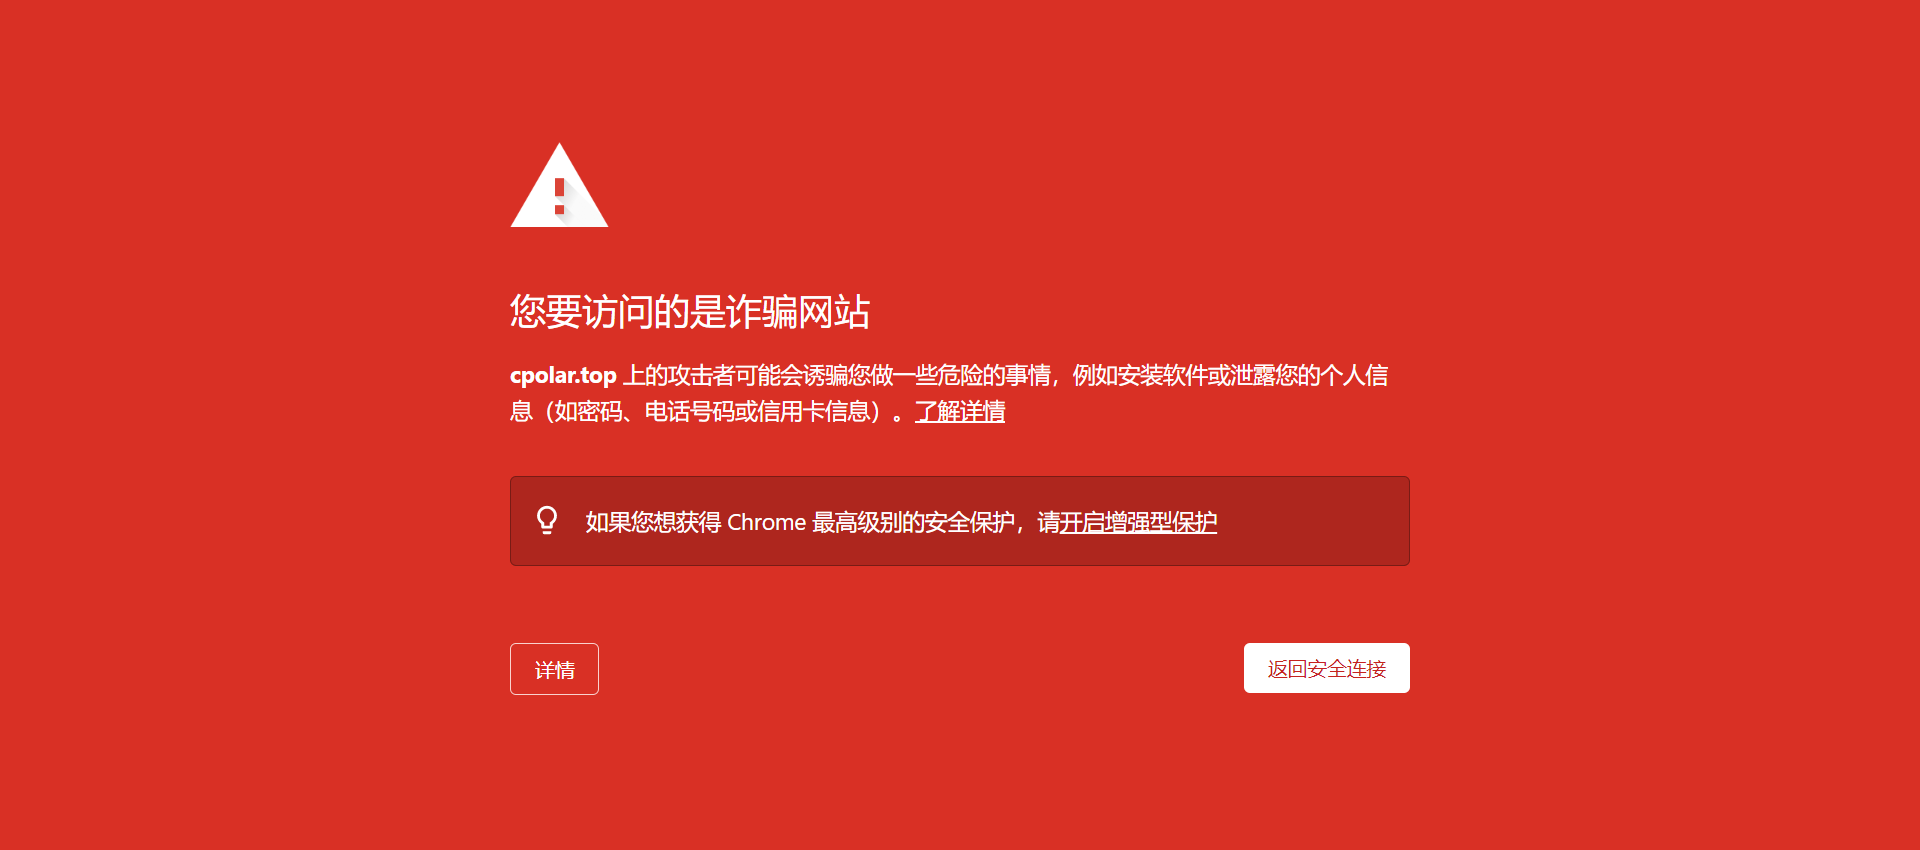 您要访问的是诈骗网站
cpolar.top 上的攻击者可能会诱骗您做一些危险的事情，例如安装软件或泄露您的个人信
息（如密码、电话号码或信用卡信息）。了解详情
如果您想获得 Chrome 最高级别的安全保护，请开启增强型保护
详情
返回安全连接